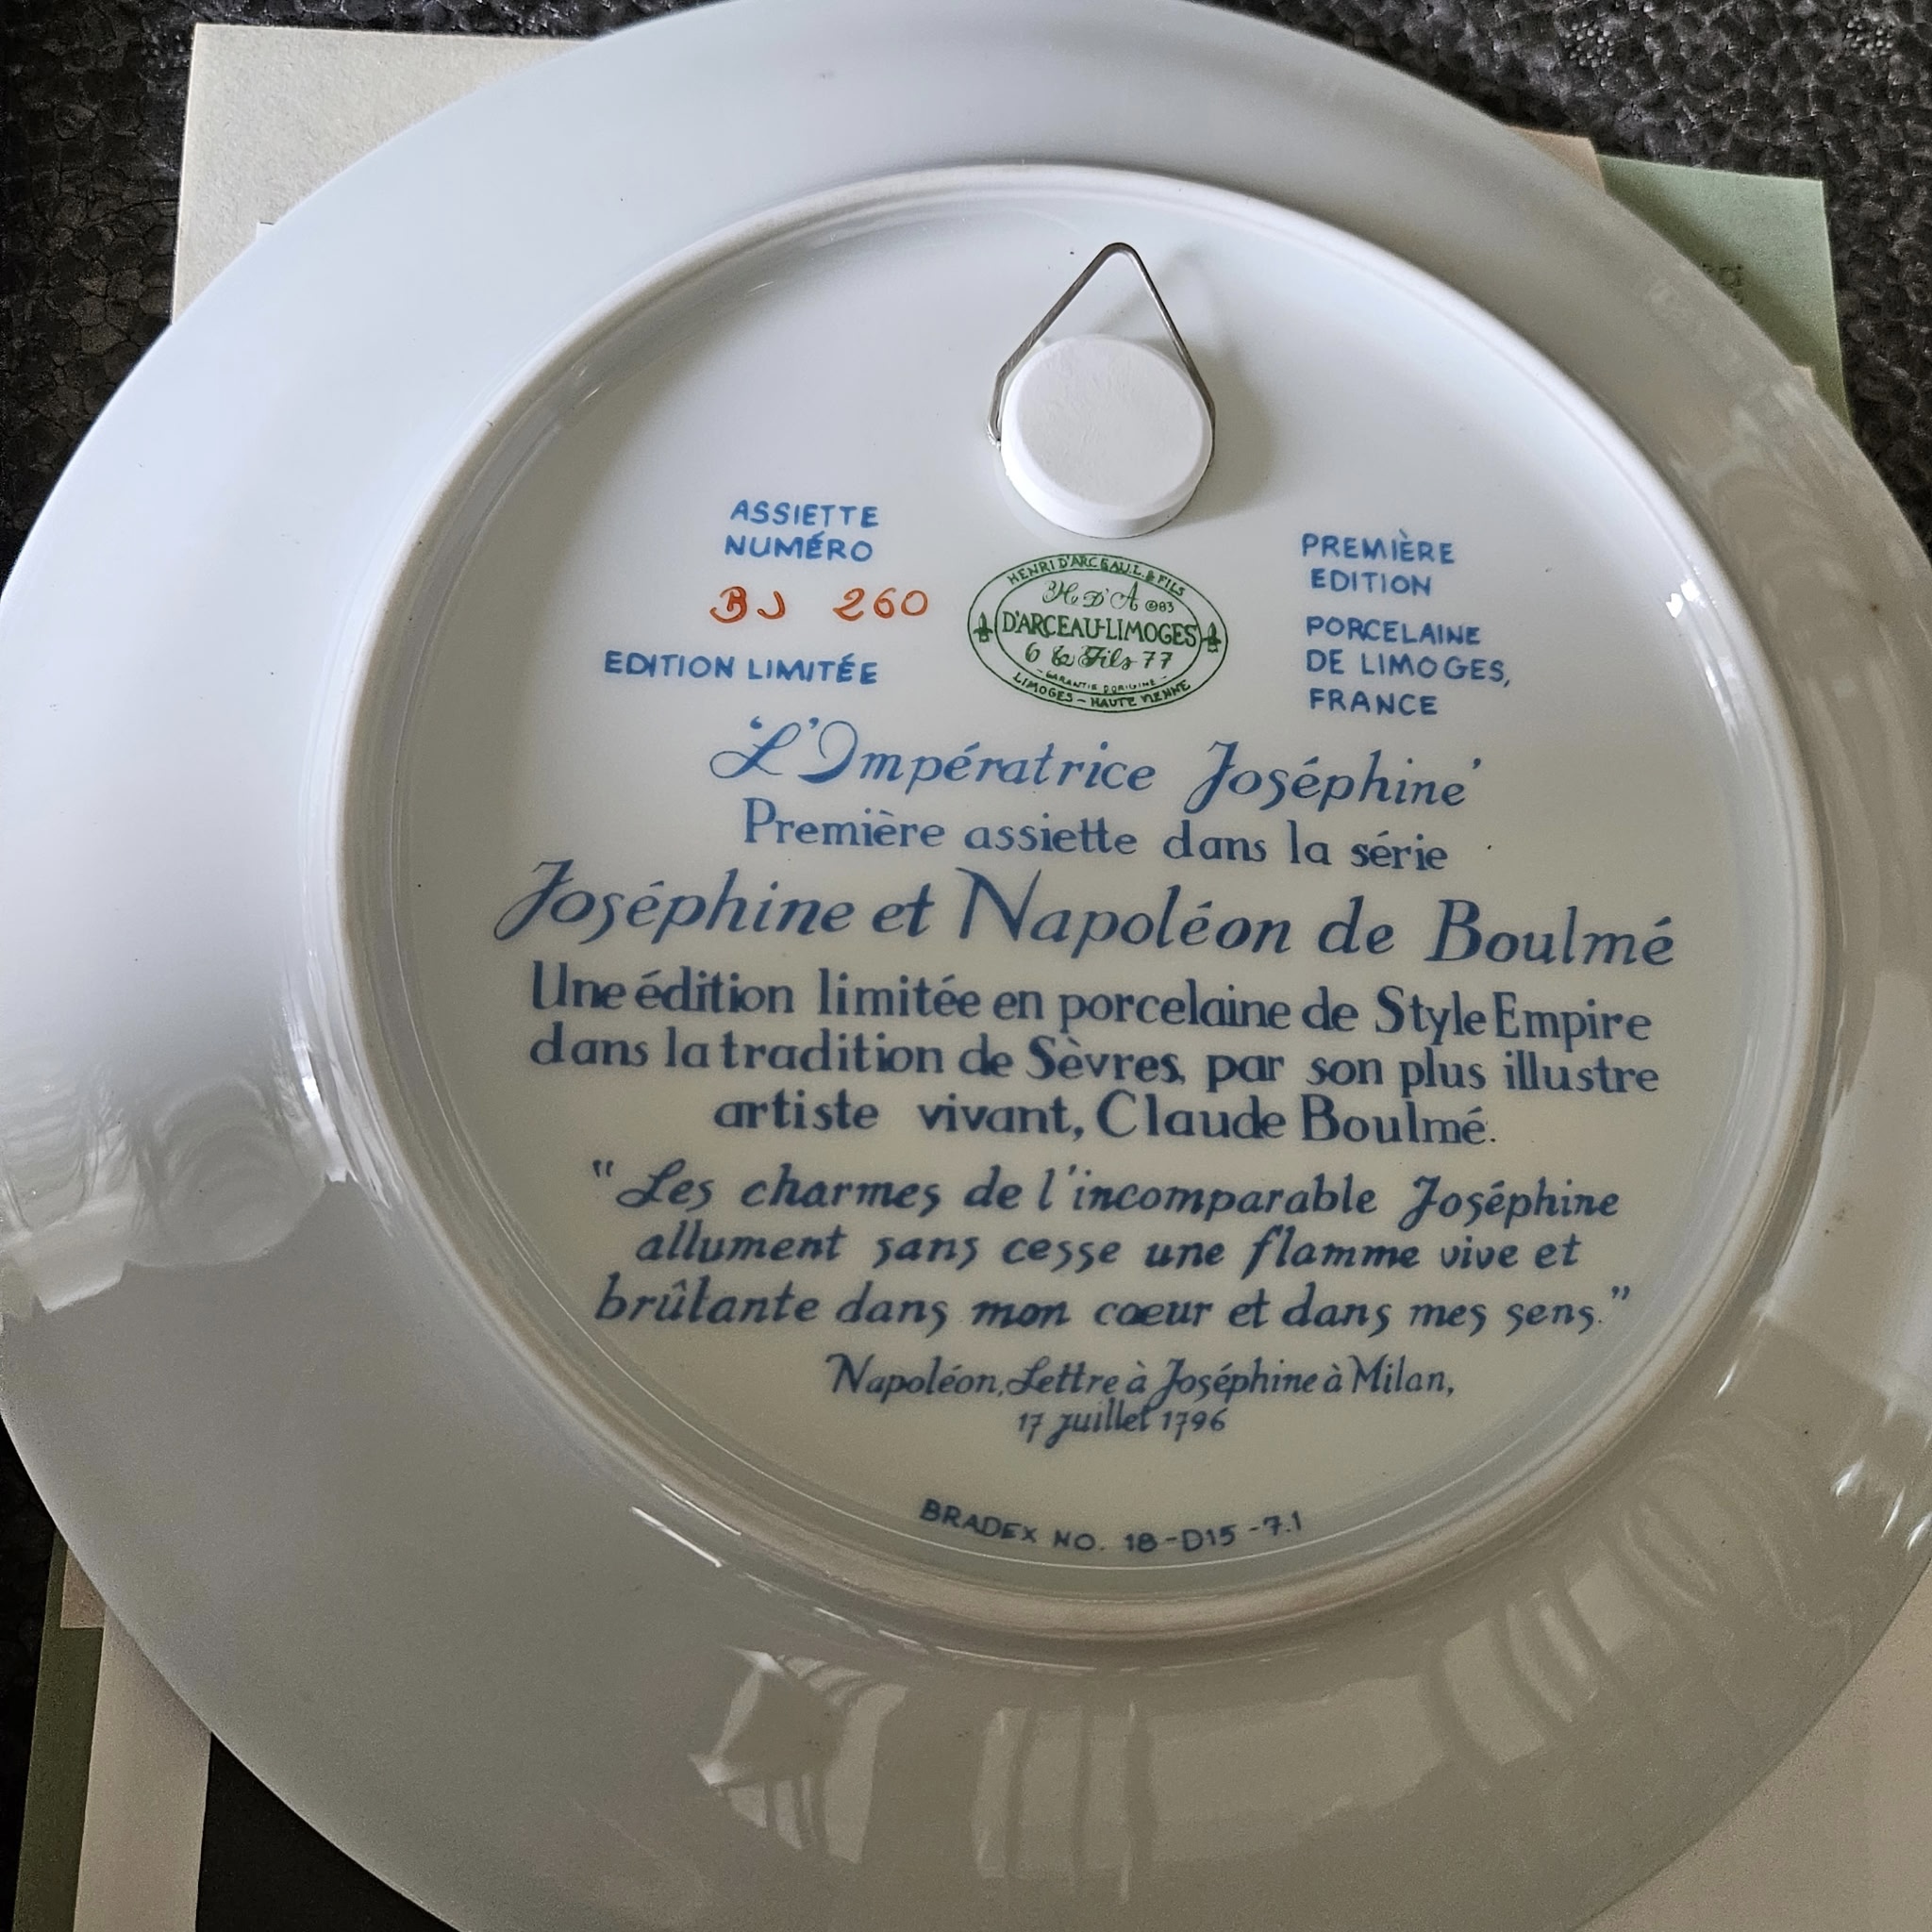 ASSIETTE
NUMÉRO
BJ 260
EDITION LIMITÉE
HENRI D'ARCEAU L. & FILS
H. D'A ©83
D'ARCEAU-LIMOGES
6 & Fils 77
GARANTIE D'ORIGINE
LIMOGES - HAUTE VIENNE
PREMIÈRE
EDITION
PORCELAINE
DE LIMOGES,
FRANCE
'L'Impératrice Joséphine'
Première assiette dans la série
Joséphine et Napoléon de Boulmé
Une édition limitée en porcelaine de Style Empire
dans la tradition de Sèvres, par son plus illustre
artiste vivant, Claude Boulmé.
"Les charmes de l'incomparable Joséphine
allument sans cesse une flamme vive et
brûlante dans mon coeur et dans mes sens."
Napoléon, Lettre à Joséphine à Milan,
17 juillet 1796
BRADEX NO. 18-D15-7.1